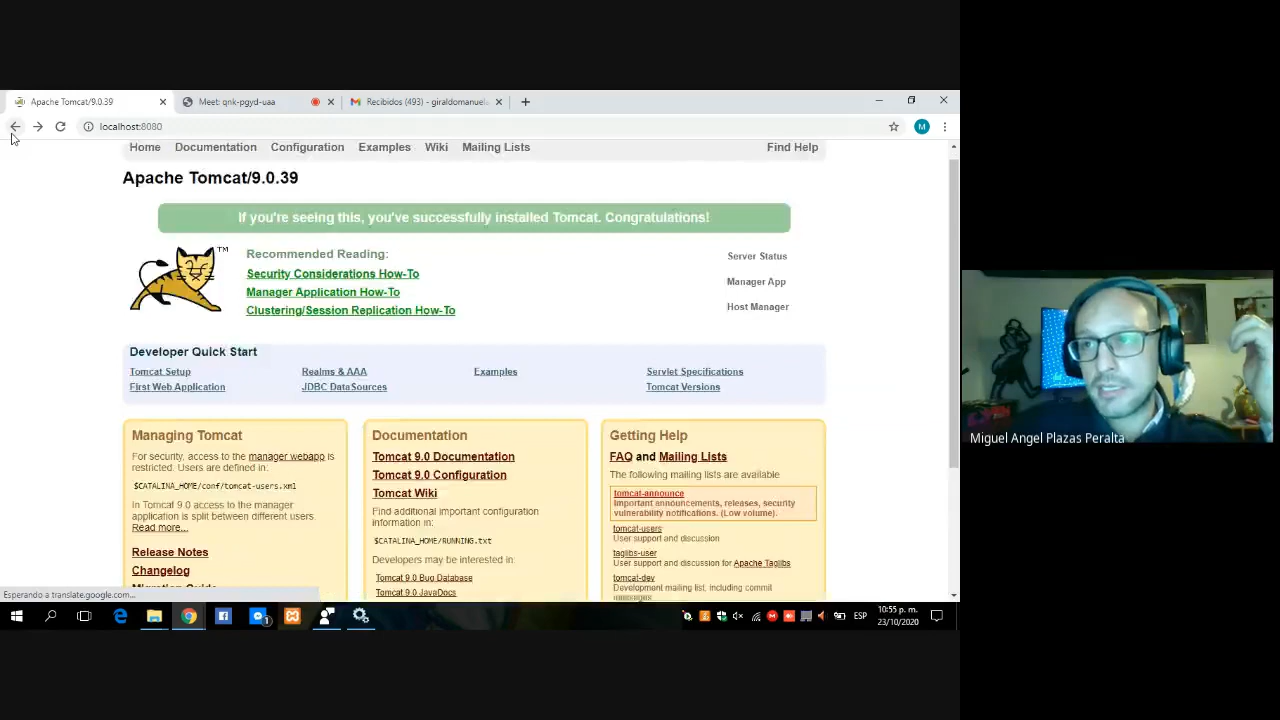 Apache Tomcat/9.0.39
Meet: qnk-pgyd-uaa
Recibidos (493) - giraldomanuela
localhost:8080
M
Home Documentation Configuration Examples Wiki Mailing Lists Find Help
Apache Tomcat/9.0.39
If you're seeing this, you've successfully installed Tomcat. Congratulations!
TM
Recommended Reading:
Security Considerations How-To
Manager Application How-To
Clustering/Session Replication How-To
Server Status
Manager App
Host Manager
Developer Quick Start
Tomcat Setup
First Web Application
Realms & AAA
JDBC DataSources
Examples
Servlet Specifications
Tomcat Versions
Managing Tomcat
For security, access to the manager webapp is
restricted. Users are defined in:
$CATALINA_HOME/conf/tomcat-users.xml
In Tomcat 9.0 access to the manager
application is split between different users.
Read more...
Release Notes
Changelog
Migration Guide
Documentation
Tomcat 9.0 Documentation
Tomcat 9.0 Configuration
Tomcat Wiki
Find additional important configuration
information in:
$CATALINA_HOME/RUNNING.txt
Developers may be interested in:
Tomcat 9.0 Bug Database
Tomcat 9.0 JavaDocs
Getting Help
FAQ and Mailing Lists
The following mailing lists are available
tomcat-announce
Important announcements, releases, security
vulnerability notifications. (Low volume).
tomcat-users
User support and discussion
taglibs-user
User support and discussion for Apache Taglibs
tomcat-dev
Development mailing list, including commit
Esperando a translate.google.com...
1
ESP
10:55 p. m.
23/10/2020
Miguel Angel Plazas Peralta